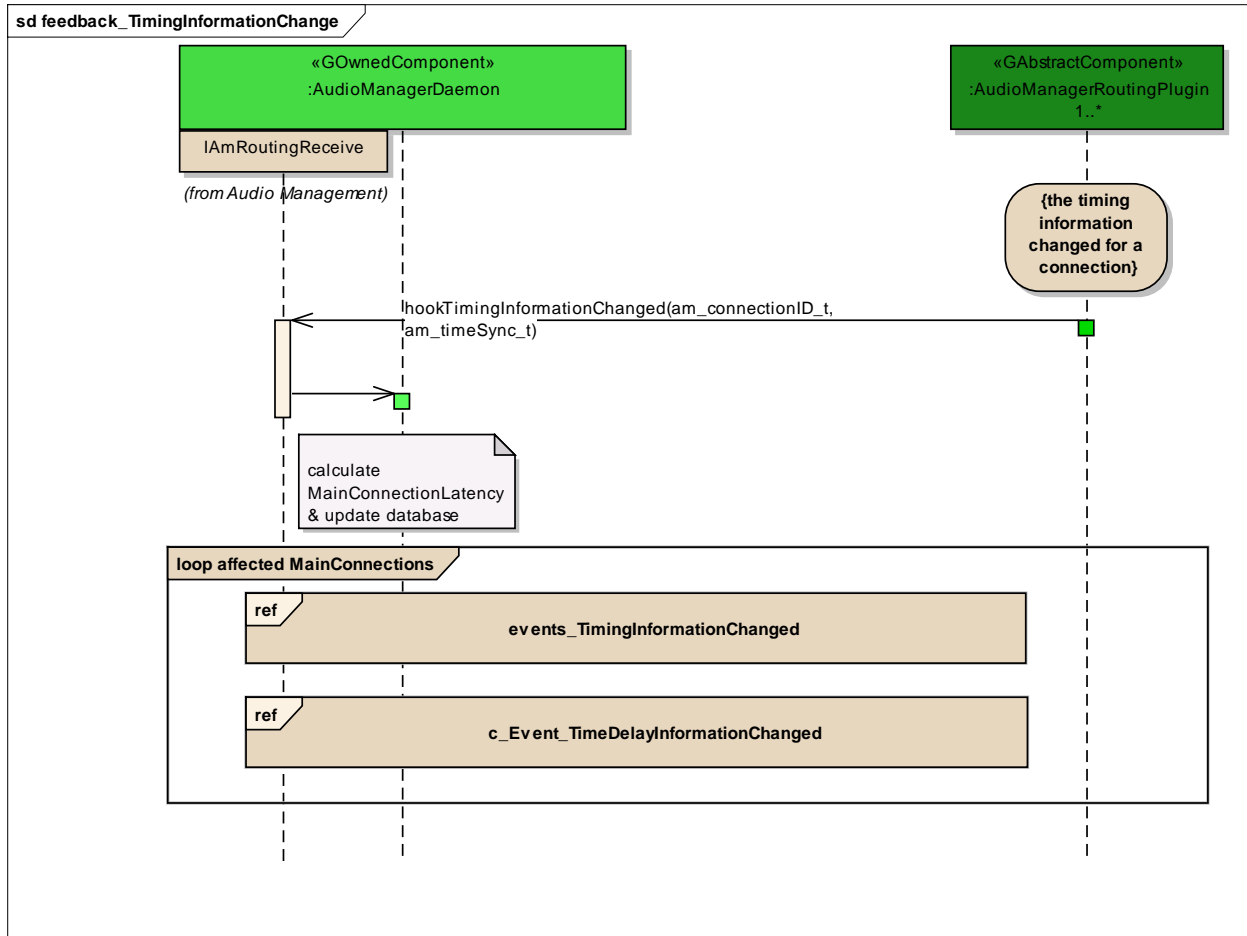 sd feedback_TimingInformationChange
«GOwnedComponent»
:AudioManagerDaemon
«GAbstractComponent»
:AudioManagerRoutingPlugin
1..*
IAmRoutingReceive
(from Audio Management)
{the timing
information
changed for a
connection}
hookTimingInformationChanged(am_connectionID_t,
am_timeSync_t)
calculate
MainConnectionLatency
& update database
loop affected MainConnections
ref
events_TimingInformationChanged
ref
c_Event_TimeDelayInformationChanged